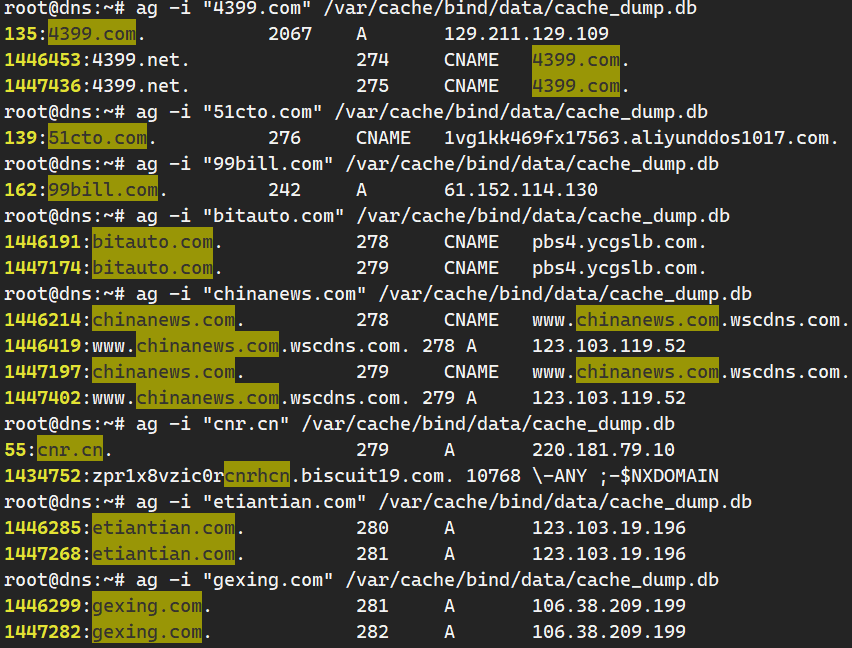 root@dns:~# ag -i "4399.com" /var/cache/bind/data/cache_dump.db
135:4399.com. 2067 A 129.211.129.109
1446453:4399.net. 274 CNAME 4399.com.
1447436:4399.net. 275 CNAME 4399.com.
root@dns:~# ag -i "51cto.com" /var/cache/bind/data/cache_dump.db
139:51cto.com. 276 CNAME 1vg1kk469fx17563.aliyunddos1017.com.
root@dns:~# ag -i "99bill.com" /var/cache/bind/data/cache_dump.db
162:99bill.com. 242 A 61.152.114.130
root@dns:~# ag -i "bitauto.com" /var/cache/bind/data/cache_dump.db
1446191:bitauto.com. 278 CNAME pbs4.ycgslb.com.
1447174:bitauto.com. 279 CNAME pbs4.ycgslb.com.
root@dns:~# ag -i "chinanews.com" /var/cache/bind/data/cache_dump.db
1446214:chinanews.com. 278 CNAME www.chinanews.com.wscdns.com.
1446419:www.chinanews.com.wscdns.com. 278 A 123.103.119.52
1447197:chinanews.com. 279 CNAME www.chinanews.com.wscdns.com.
1447402:www.chinanews.com.wscdns.com. 279 A 123.103.119.52
root@dns:~# ag -i "cnr.cn" /var/cache/bind/data/cache_dump.db
55:cnr.cn. 279 A 220.181.79.10
1434752:zpr1x8vzic0rcnrhcn.biscuit19.com. 10768 \-ANY ;-$NXDOMAIN
root@dns:~# ag -i "etiantian.com" /var/cache/bind/data/cache_dump.db
1446285:etiantian.com. 280 A 123.103.19.196
1447268:etiantian.com. 281 A 123.103.19.196
root@dns:~# ag -i "gexing.com" /var/cache/bind/data/cache_dump.db
1446299:gexing.com. 281 A 106.38.209.199
1447282:gexing.com. 282 A 106.38.209.199